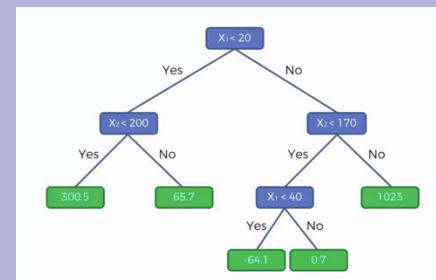 X₁ < 20
Yes
No
X₂ < 200
X₂ < 170
Yes
No
Yes
No
300.5
65.7
X₁ < 40
1023
Yes
No
-64.1
0.7